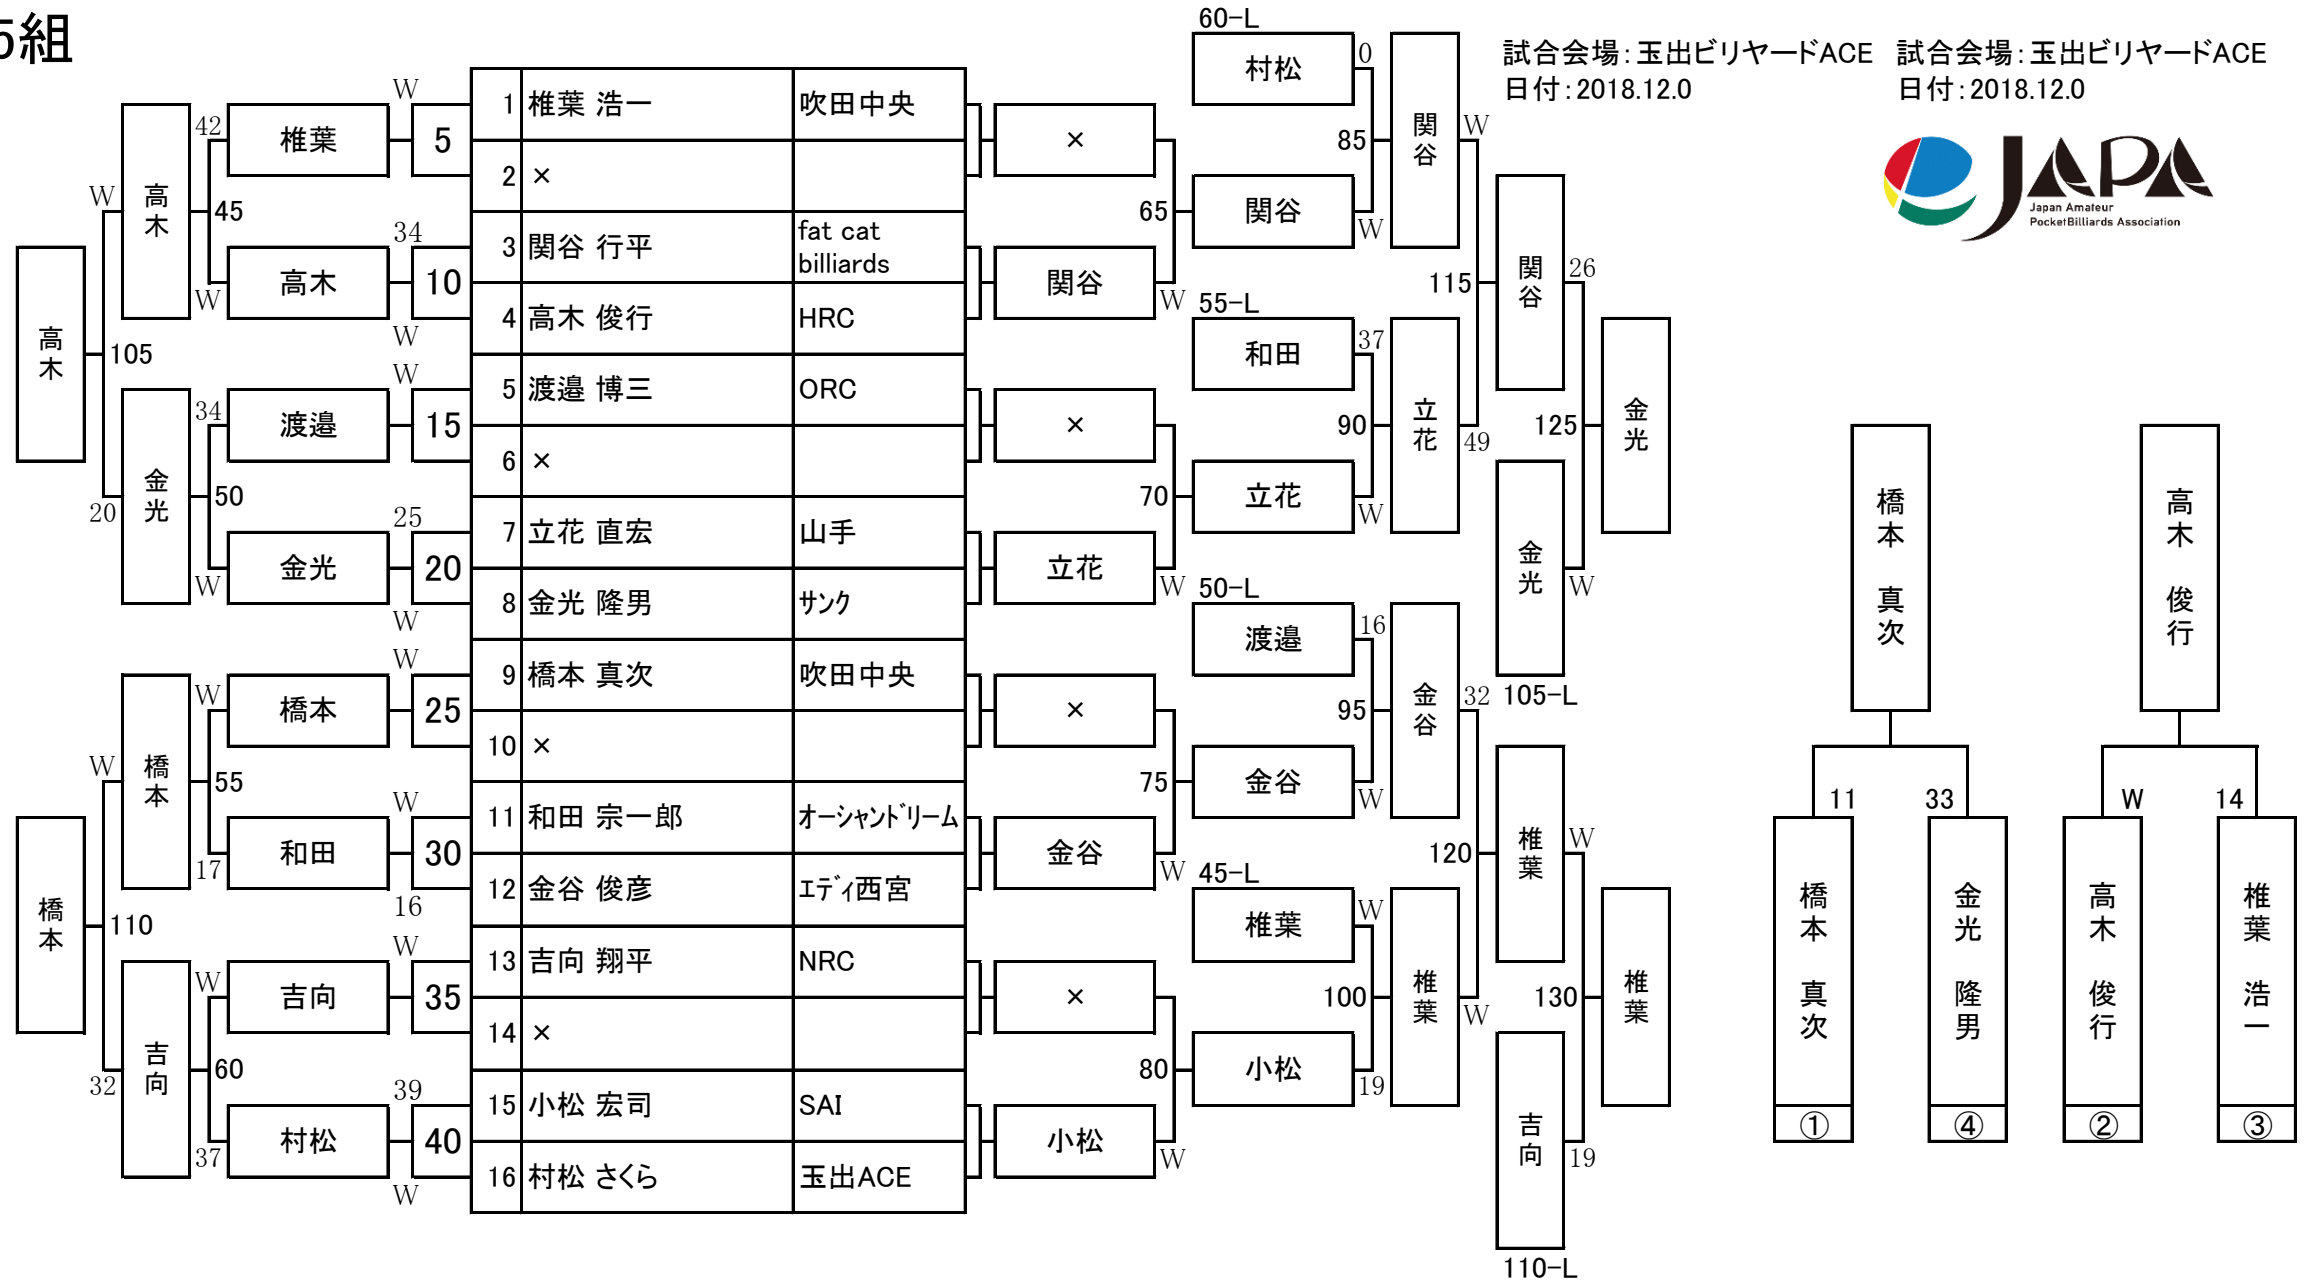 5組
試合会場：玉出ビリヤードACE
日付：2018.12.0
試合会場：玉出ビリヤードACE
日付：2018.12.0
JAPA
Japan Amateur
PocketBilliards Association
1 椎葉 浩一 吹田中央
2 ×
3 関谷 行平 fat cat billiards
4 高木 俊行 HRC
5 渡邉 博三 ORC
6 ×
7 立花 直宏 山手
8 金光 隆男 サンク
9 橋本 真次 吹田中央
10 ×
11 和田 宗一郎 オーシャンドリーム
12 金谷 俊彦 エディ西宮
13 吉向 翔平 NRC
14 ×
15 小松 宏司 SAI
16 村松 さくら 玉出ACE
W
5
34
10
W
W
15
25
20
W
W
25
W
30
16
W
35
39
40
W
42
椎葉
45
高木
W
34
渡邉
50
金光
W
W
橋本
55
和田
17
W
吉向
60
村松
37
W
高木
105
金光
20
W
橋本
110
吉向
32
高木
橋本
×
65
関谷
W
×
70
立花
W
×
75
金谷
W
×
80
小松
W
60-L
村松
0
85
関谷
W
55-L
和田
37
90
立花
W
50-L
渡邉
16
95
金谷
W
45-L
椎葉
W
100
小松
19
関谷
W
115
立花
49
金谷
32
120
椎葉
W
関谷
26
125
金光
W
105-L
椎葉
W
130
吉向
19
110-L
金光
椎葉
橋本 真次
11
33
橋本 真次
①
金光 隆男
④
高木 俊行
W
14
高木 俊行
②
椎葉 浩一
③